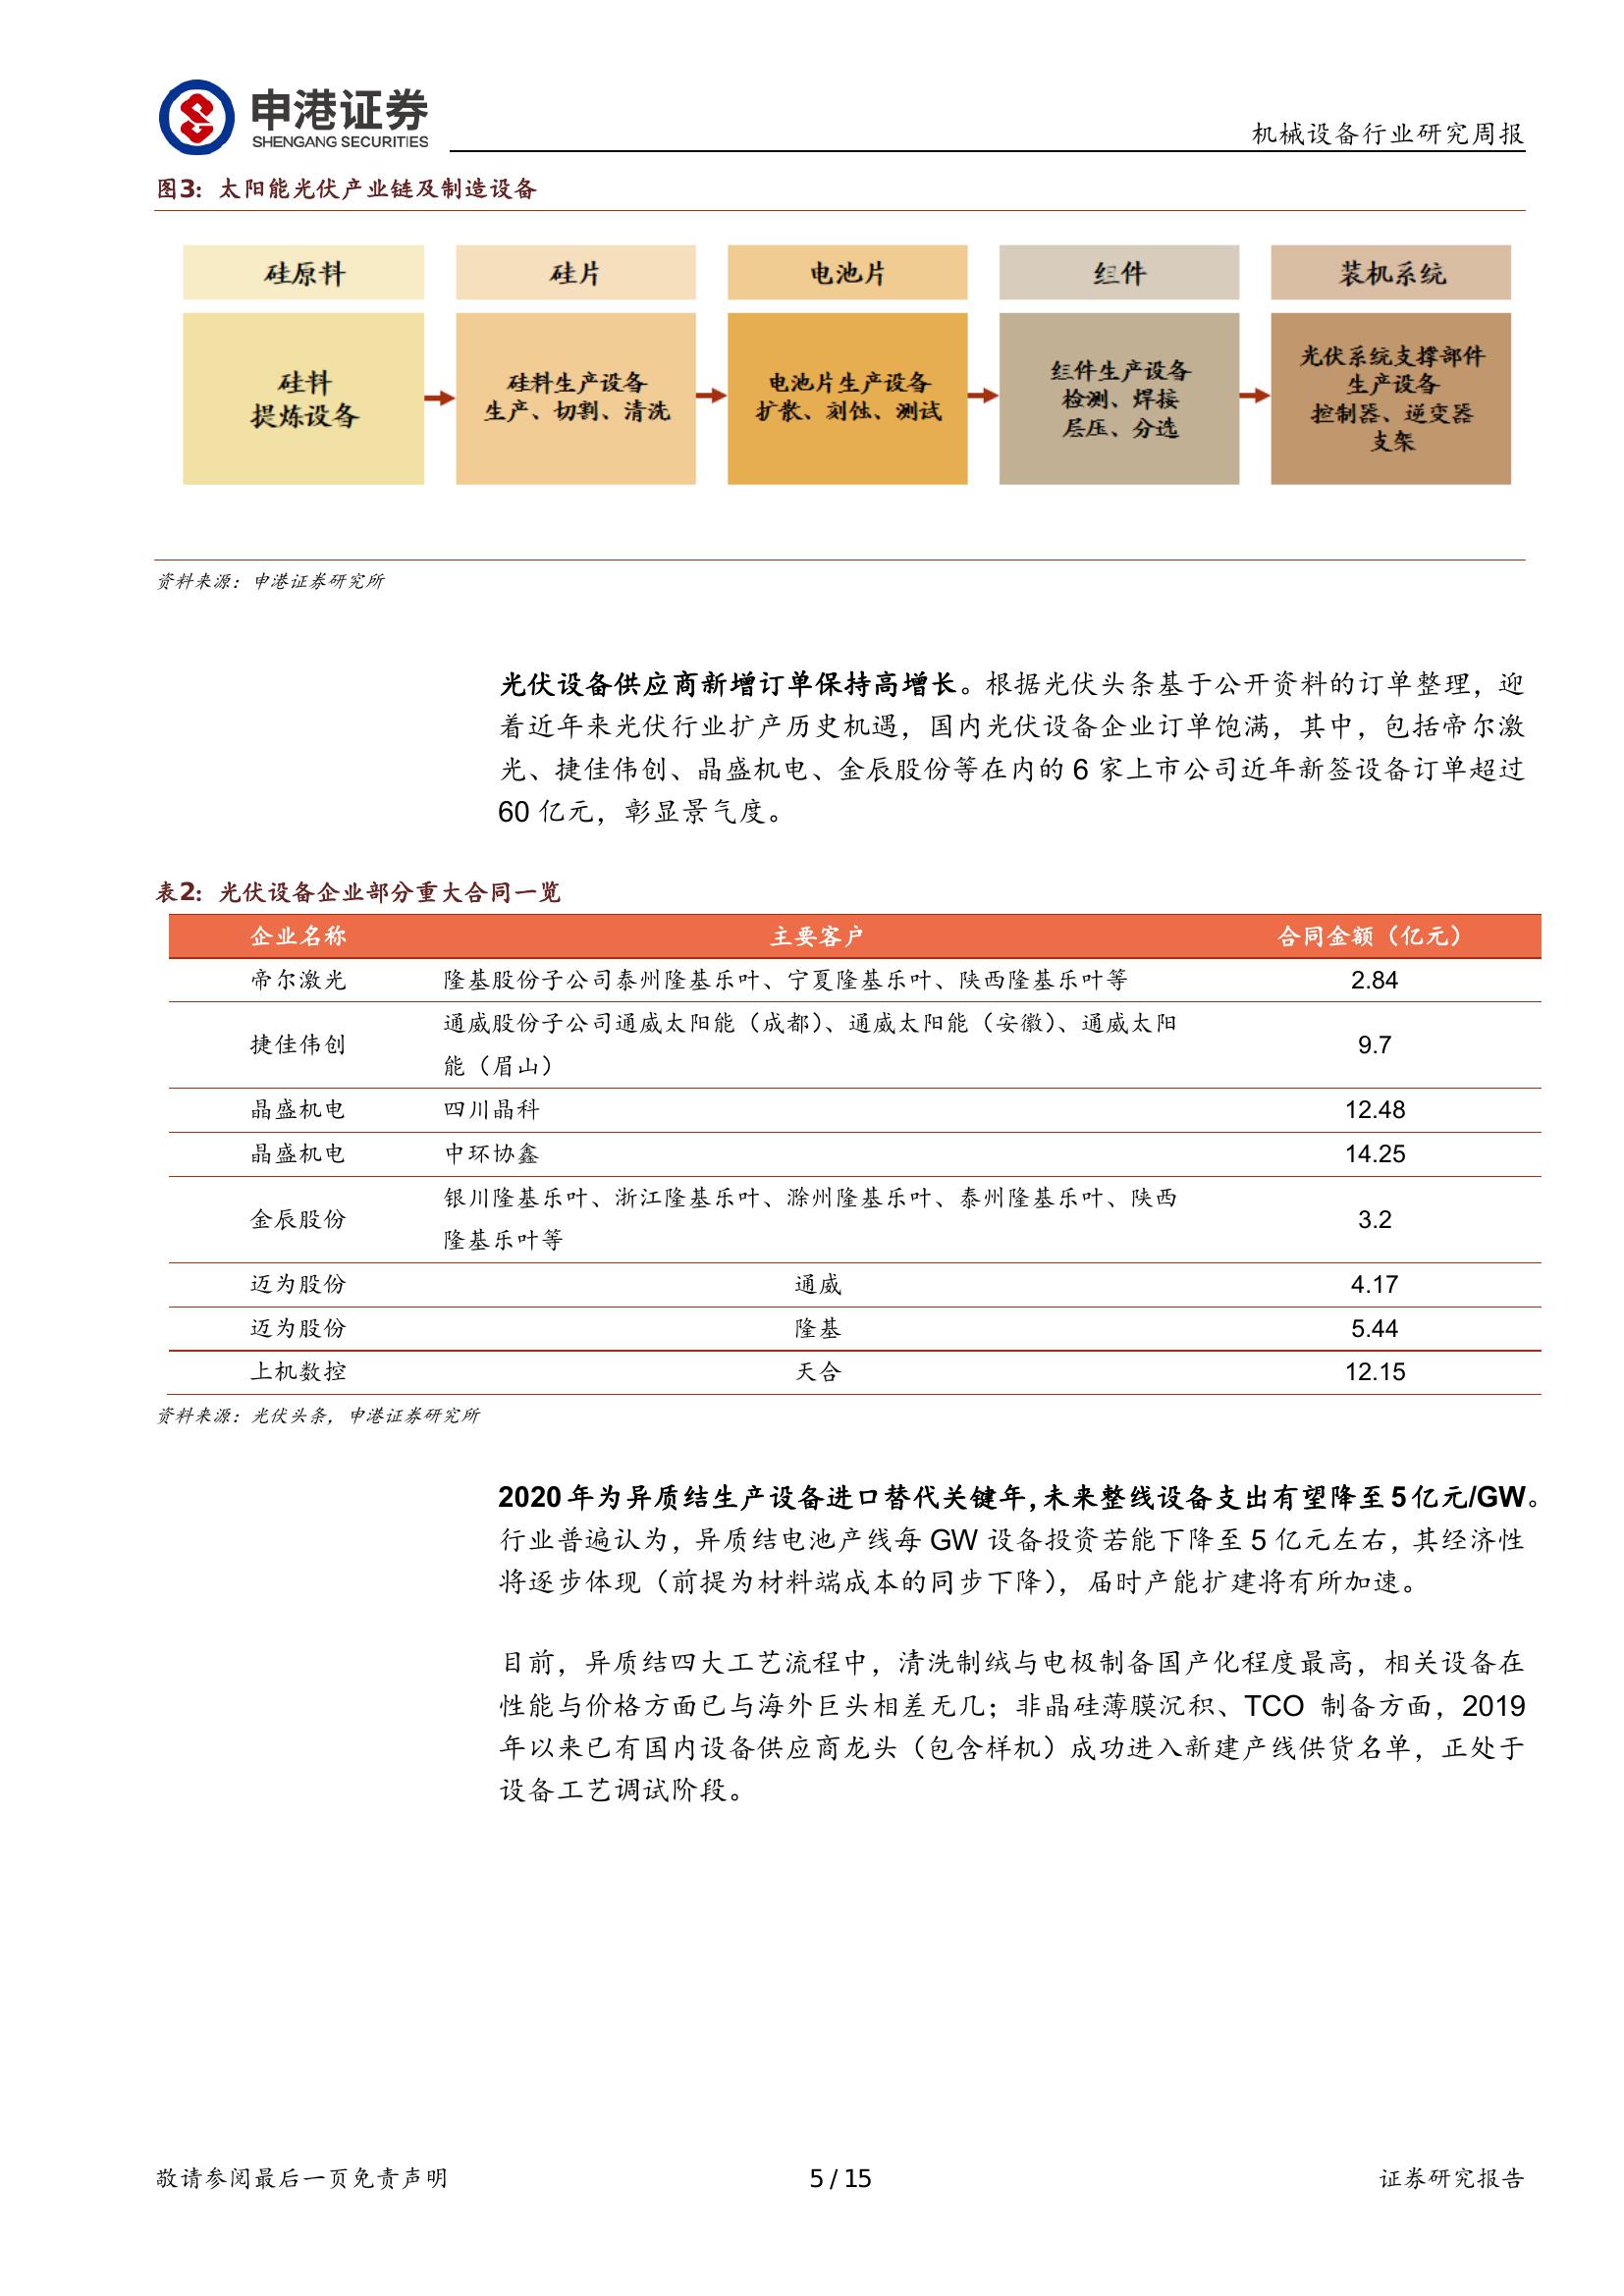 申港证券
SHENGANG SECURITIES
机械设备行业研究周报
图3：太阳能光伏产业链及制造设备
硅原料
硅片
电池片
组件
装机系统
硅料
提炼设备
硅料生产设备
生产、切割、清洗
电池片生产设备
扩散、刻蚀、测试
组件生产设备
检测、焊接
层压、分选
光伏系统支撑部件
生产设备
控制器、逆变器
支架
资料来源：申港证券研究所
光伏设备供应商新增订单保持高增长。根据光伏头条基于公开资料的订单整理，迎
着近年来光伏行业扩产历史机遇，国内光伏设备企业订单饱满，其中，包括帝尔激
光、捷佳伟创、晶盛机电、金辰股份等在内的 6 家上市公司近年新签设备订单超过
60 亿元，彰显景气度。
表2：光伏设备企业部分重大合同一览
企业名称 主要客户 合同金额（亿元）
帝尔激光 隆基股份子公司泰州隆基乐叶、宁夏隆基乐叶、陕西隆基乐叶等 2.84
捷佳伟创 通威股份子公司通威太阳能（成都）、通威太阳能（安徽）、通威太阳
能（眉山） 9.7
晶盛机电 四川晶科 12.48
晶盛机电 中环协鑫 14.25
金辰股份 银川隆基乐叶、浙江隆基乐叶、滁州隆基乐叶、泰州隆基乐叶、陕西
隆基乐叶等 3.2
迈为股份 通威 4.17
迈为股份 隆基 5.44
上机数控 天合 12.15
资料来源：光伏头条，申港证券研究所
2020 年为异质结生产设备进口替代关键年，未来整线设备支出有望降至 5 亿元/GW。
行业普遍认为，异质结电池产线每 GW 设备投资若能下降至 5 亿元左右，其经济性
将逐步体现（前提为材料端成本的同步下降），届时产能扩建将有所加速。
目前，异质结四大工艺流程中，清洗制绒与电极制备国产化程度最高，相关设备在
性能与价格方面已与海外巨头相差无几；非晶硅薄膜沉积、TCO 制备方面，2019
年以来已有国内设备供应商龙头（包含样机）成功进入新建产线供货名单，正处于
设备工艺调试阶段。
敬请参阅最后一页免责声明
5 / 15
证券研究报告